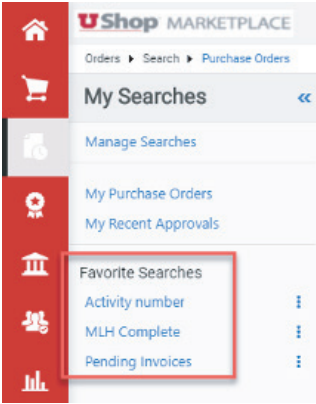 UShop MARKETPLACE
Orders ▸ Search ▸ Purchase Orders
My Searches «
Manage Searches
My Purchase Orders
My Recent Approvals
Favorite Searches
Activity number
MLH Complete
Pending Invoices